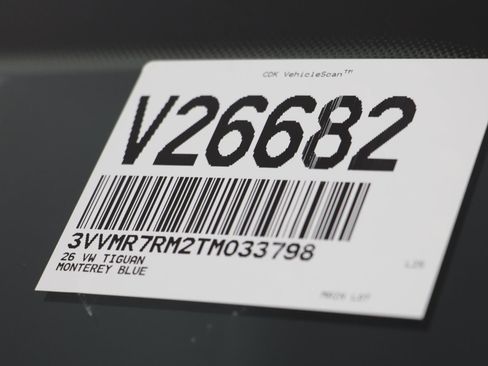 CDK VehicleScan™
V26682
3VVMR7RM2TM033798
26 VW TIGUAN
MONTEREY BLUE
MAIN LOT